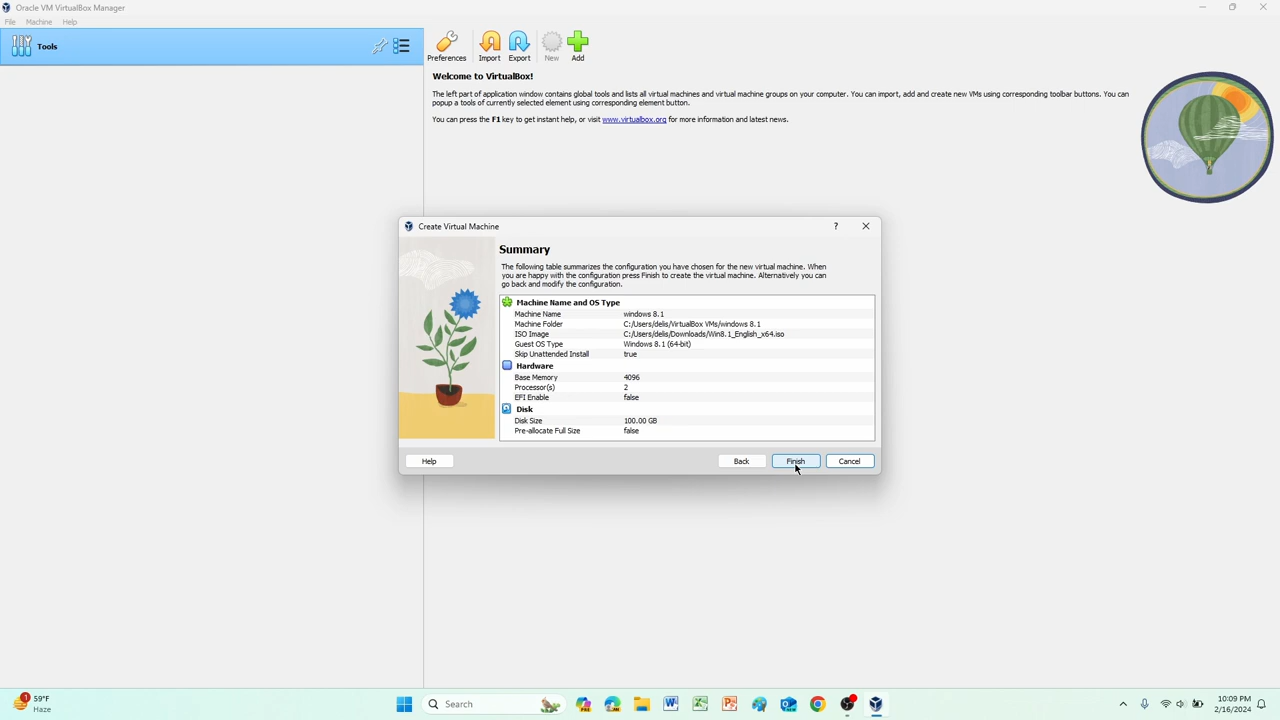 Oracle VM VirtualBox Manager
File Machine Help
Tools
Preferences Import Export New Add
Welcome to VirtualBox!
The left part of application window contains global tools and lists all virtual machines and virtual machine groups on your computer. You can import, add and create new VMs using corresponding toolbar buttons. You can
popup a tools of currently selected element using corresponding element button.
You can press the F1 key to get instant help, or visit www.virtualbox.org for more information and latest news.
Create Virtual Machine ?
Summary
The following table summarizes the configuration you have chosen for the new virtual machine. When
you are happy with the configuration press Finish to create the virtual machine. Alternatively you can
go back and modify the configuration.
Machine Name and OS Type
Machine Name windows 8.1
Machine Folder C:/Users/delis/VirtualBox VMs/windows 8.1
ISO Image C:/Users/delis/Downloads/Win8.1_English_x64.iso
Guest OS Type Windows 8.1 (64-bit)
Skip Unattended Install true
Hardware
Base Memory 4096
Processor(s) 2
EFI Enable false
Disk
Disk Size 100.00 GB
Pre-allocate Full Size false
Help Back Finish Cancel
1
59°F
Haze
Search
10:09 PM
2/16/2024